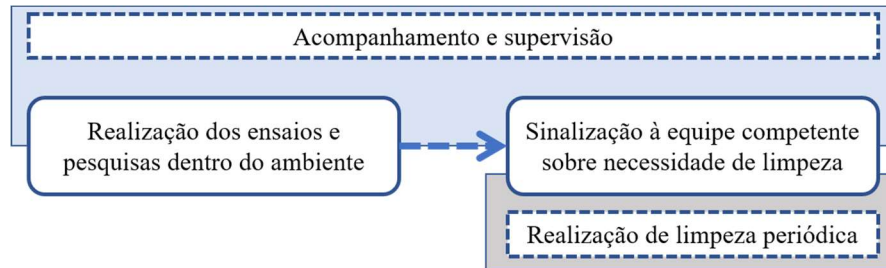 Acompanhamento e supervisão
Realização dos ensaios e
pesquisas dentro do ambiente
Sinalização à equipe competente
sobre necessidade de limpeza
Realização de limpeza periódica